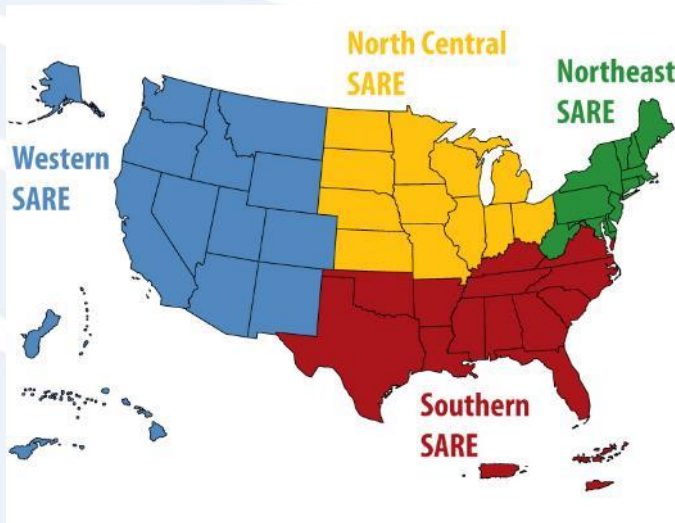 North Central
SARE
Northeast
SARE
Western
SARE
Southern
SARE